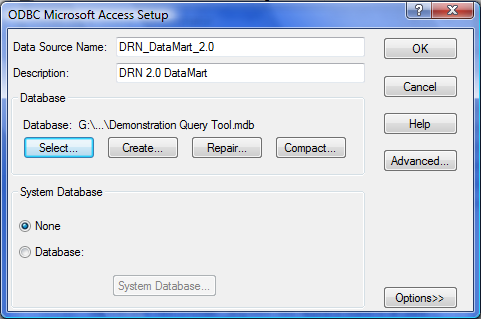 ODBC Microsoft Access Setup
?
Data Source Name: DRN_DataMart_2.0
OK
Description: DRN 2.0 DataMart
Cancel
Database
Database: G:\...\Demonstration Query Tool.mdb
Help
Select... Create... Repair... Compact...
Advanced...
System Database
None
Database:
System Database...
Options>>